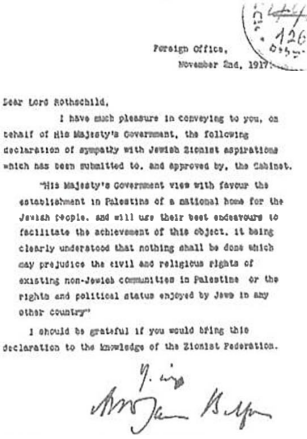 126
Foreign Office,
November 2nd, 1917.
Dear Lord Rothschild,
I have much pleasure in conveying to you, on
behalf of His Majesty's Government, the following
declaration of sympathy with Jewish Zionist aspirations
which has been submitted to, and approved by, the Cabinet.
"His Majesty's Government view with favour the
establishment in Palestine of a national home for the
Jewish people, and will use their best endeavours to
facilitate the achievement of this object, it being
clearly understood that nothing shall be done which
may prejudice the civil and religious rights of
existing non-Jewish communities in Palestine or the
rights and political status enjoyed by Jews in any
other country"
I should be grateful if you would bring this
declaration to the knowledge of the Zionist Federation.